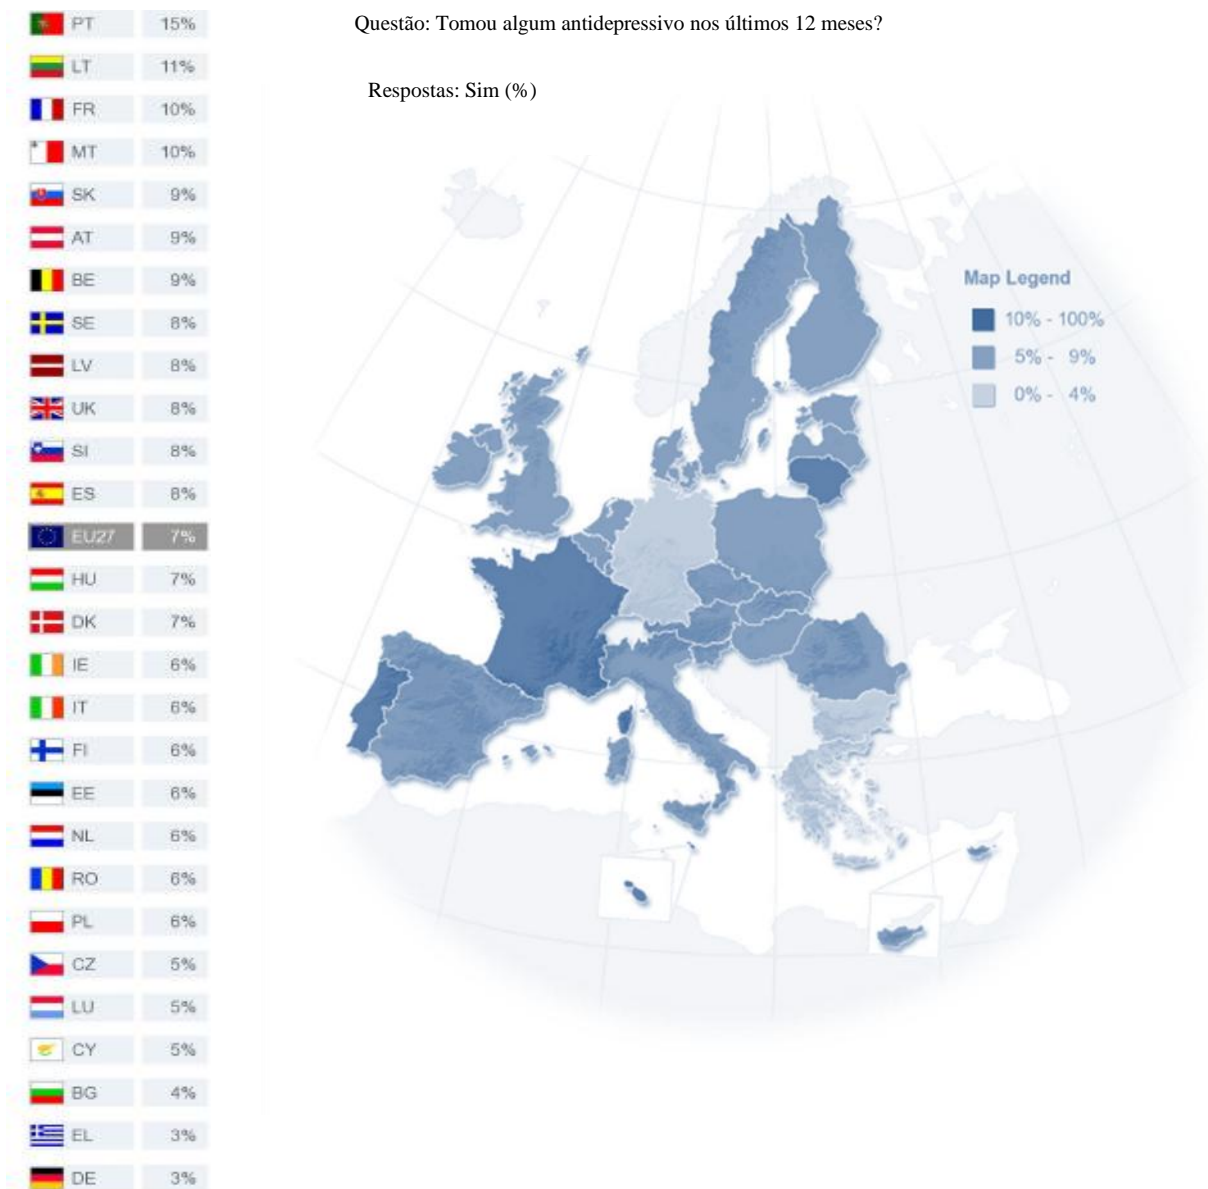 Questão: Tomou algum antidepressivo nos últimos 12 meses?
Respostas: Sim (%)
PT 15%
LT 11%
FR 10%
MT 10%
SK 9%
AT 9%
BE 9%
SE 8%
LV 8%
UK 8%
SI 8%
ES 8%
EU27 7%
HU 7%
DK 7%
IE 6%
IT 6%
FI 6%
EE 6%
NL 6%
RO 6%
PL 6%
CZ 5%
LU 5%
CY 5%
BG 4%
EL 3%
DE 3%
Map Legend
10% - 100%
5% - 9%
0% - 4%